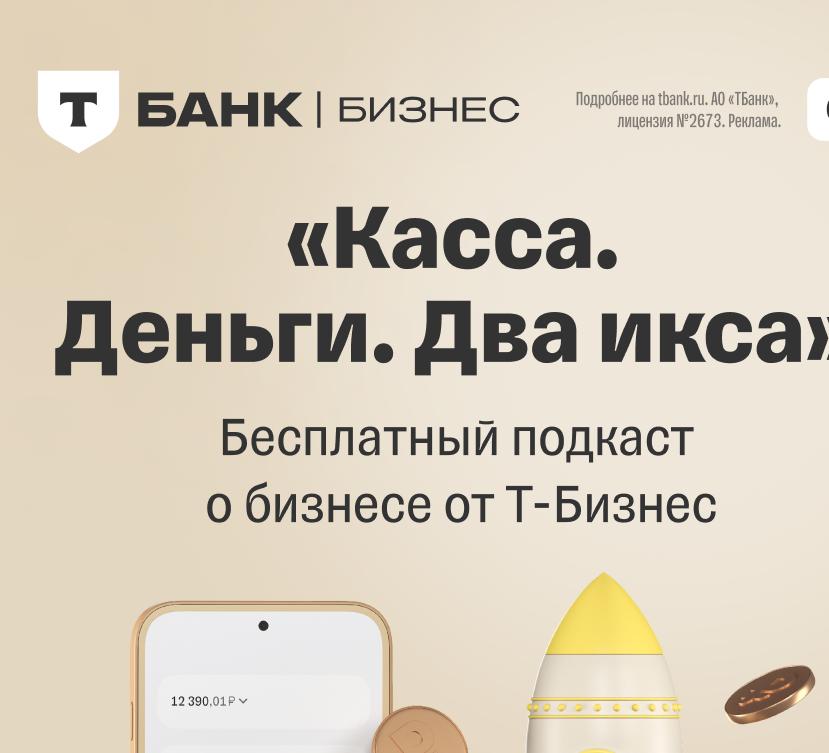 Т БАНК | БИЗНЕС
Подробнее на tbank.ru. АО «ТБанк»,
лицензия №2673. Реклама.
«Касса.
Деньги. Два икса»
Бесплатный подкаст
о бизнесе от Т-Бизнес
12 390,01 ₽